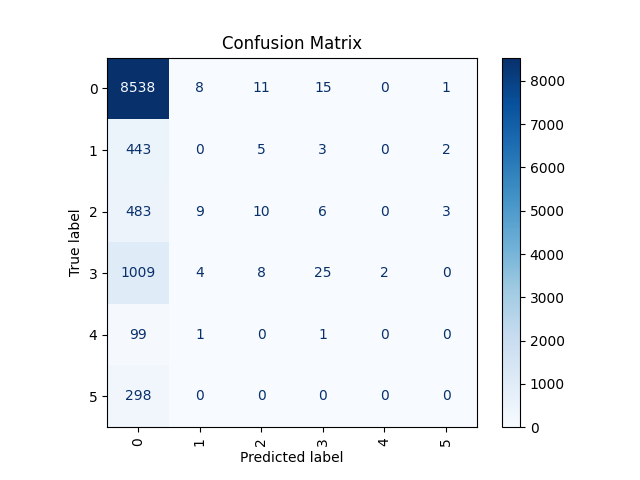 Confusion Matrix
True label
0 8538 8 11 15 0 1
1 443 0 5 3 0 2
2 483 9 10 6 0 3
3 1009 4 8 25 2 0
4 99 1 0 1 0 0
5 298 0 0 0 0 0
0 1 2 3 4 5
Predicted label
8000
7000
6000
5000
4000
3000
2000
1000
0